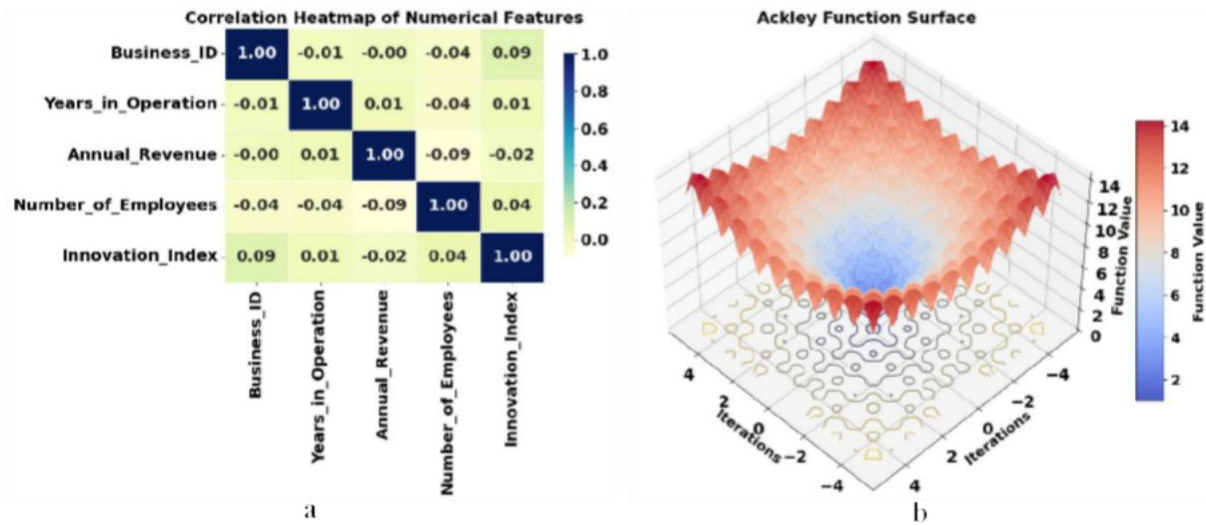 Correlation Heatmap of Numerical Features
Business_ID 1.00 -0.01 -0.00 -0.04 0.09
Years_in_Operation -0.01 1.00 0.01 -0.04 0.01
Annual_Revenue -0.00 0.01 1.00 -0.09 -0.02
Number_of_Employees -0.04 -0.04 -0.09 1.00 0.04
Innovation_Index 0.09 0.01 -0.02 0.04 1.00
1.0
0.8
0.6
0.4
0.2
0.0
Business_ID
Years_in_Operation
Annual_Revenue
Number_of_Employees
Innovation_Index
a
Ackley Function Surface
14
12
10
8
6
4
2
0
Function Value
4
2
0
-2
-4
Iterations
-4
-2
0
2
4
Iterations
14
12
10
8
6
4
2
Function Value
b